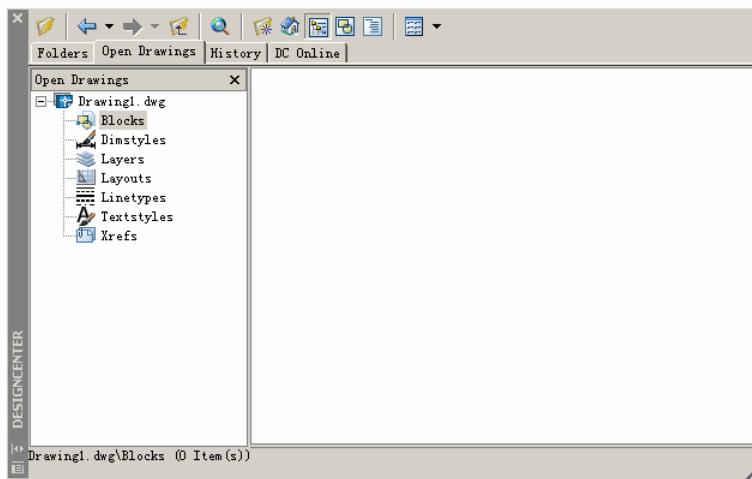 Folders Open Drawings History DC Online
Open Drawings
Drawing1.dwg
Blocks
Dimstyles
Layers
Layouts
Linetypes
Textstyles
Xrefs
DESIGNCENTER
Drawing1.dwg\Blocks (0 Item(s))